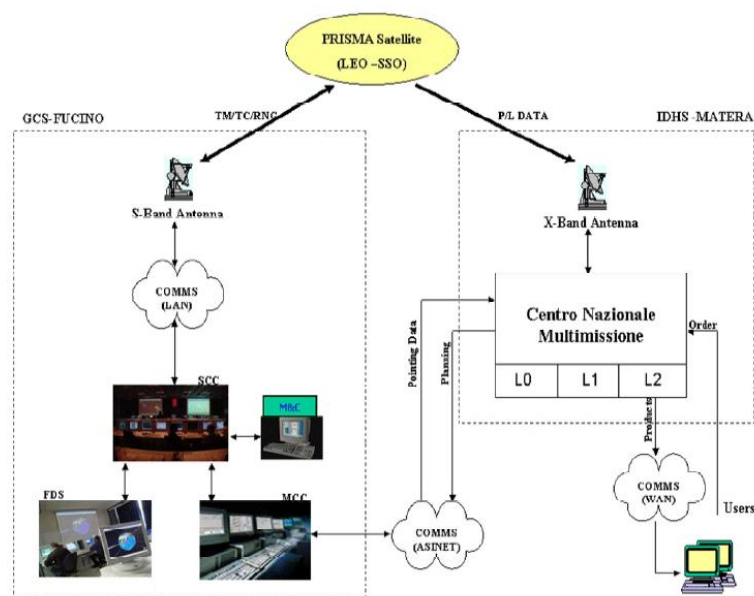 PRISMA Satellite
(LEO –SSO)
GCS-FUCINO
TM/TC/RNG
P/L DATA
IDHS -MATERA
S-Band Antenna
X-Band Antenna
COMMS
(LAN)
Centro Nazionale
Multimissione
Order
Pointing Data
Planning
L0
L1
L2
SCC
M&C
Products
FDS
MCC
COMMS
(ASINET)
COMMS
(WAN)
Users